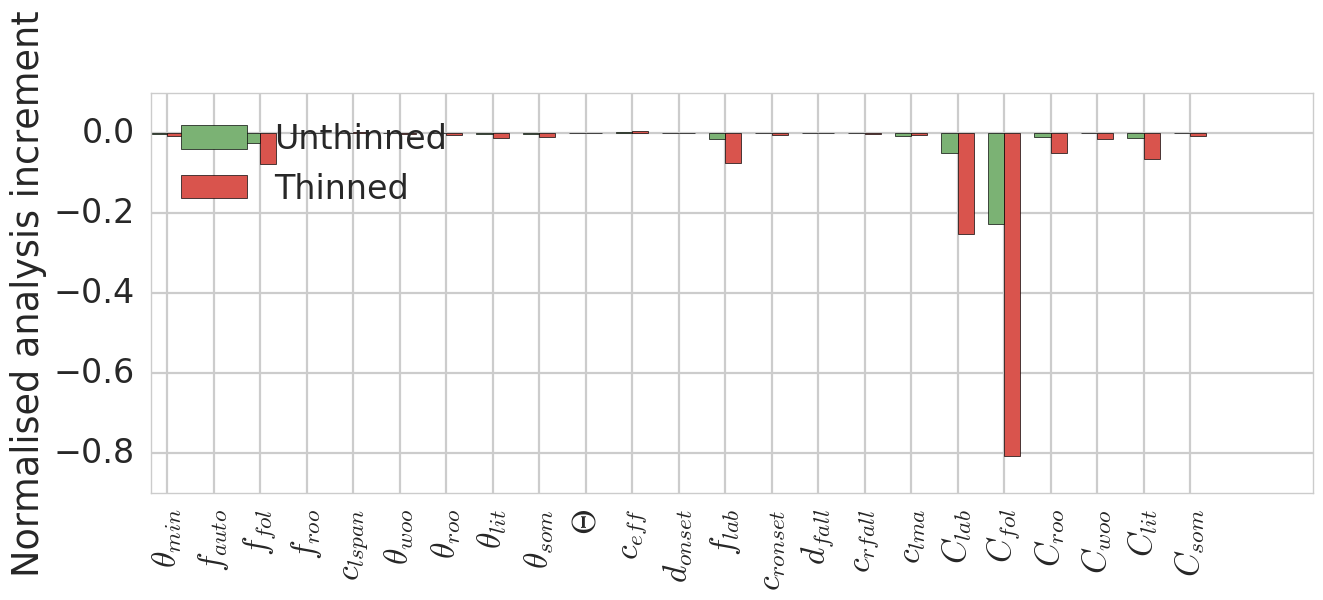 Normalised analysis increment
0.0
−0.2
−0.4
−0.6
−0.8
Unthinned
Thinned
θ_min
f_auto
f_fol
f_roo
c_lspan
θ_woo
θ_roo
θ_lit
θ_som
Θ
c_eff
d_onset
f_lab
c_ronset
d_fall
c_rfall
c_lma
C_lab
C_fol
C_roo
C_woo
C_lit
C_som